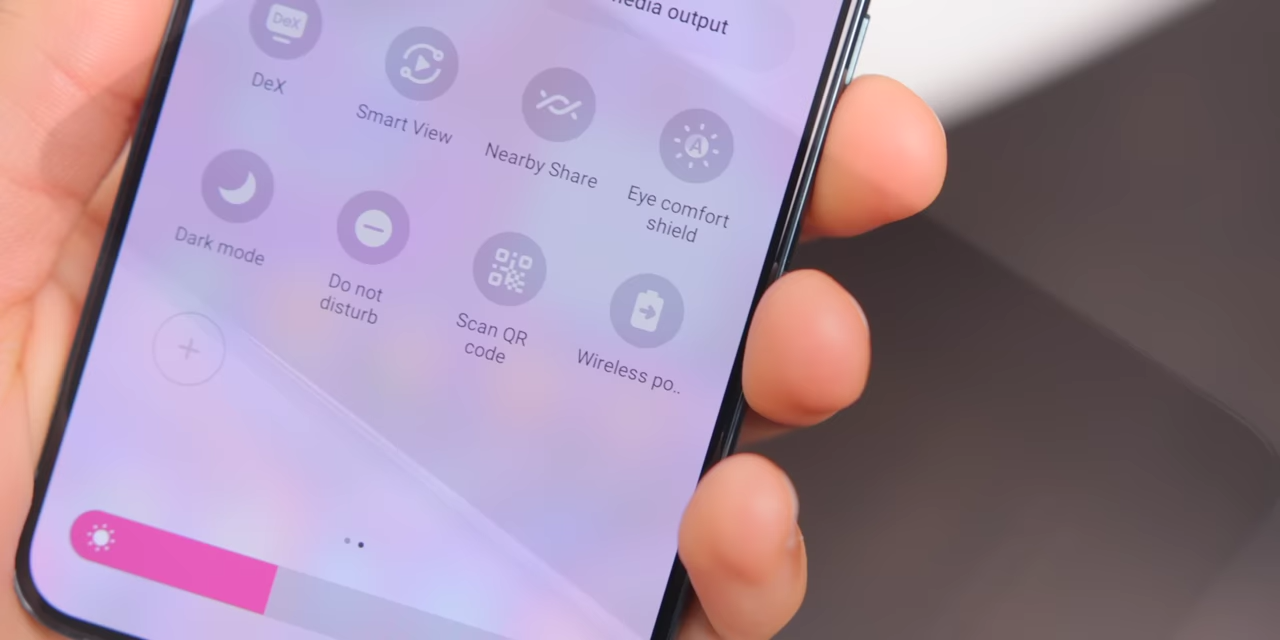 media output
DeX
DeX
Smart View
Nearby Share
Eye comfort
shield
A
Dark mode
Do not
disturb
Scan QR
code
Wireless po..